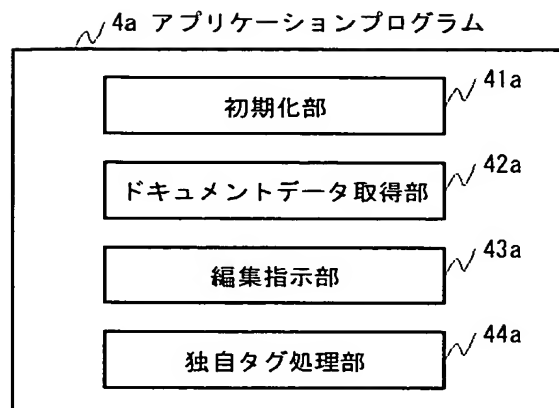 4a アプリケーションプログラム
41a
初期化部
42a
ドキュメントデータ取得部
43a
編集指示部
44a
独自タグ処理部